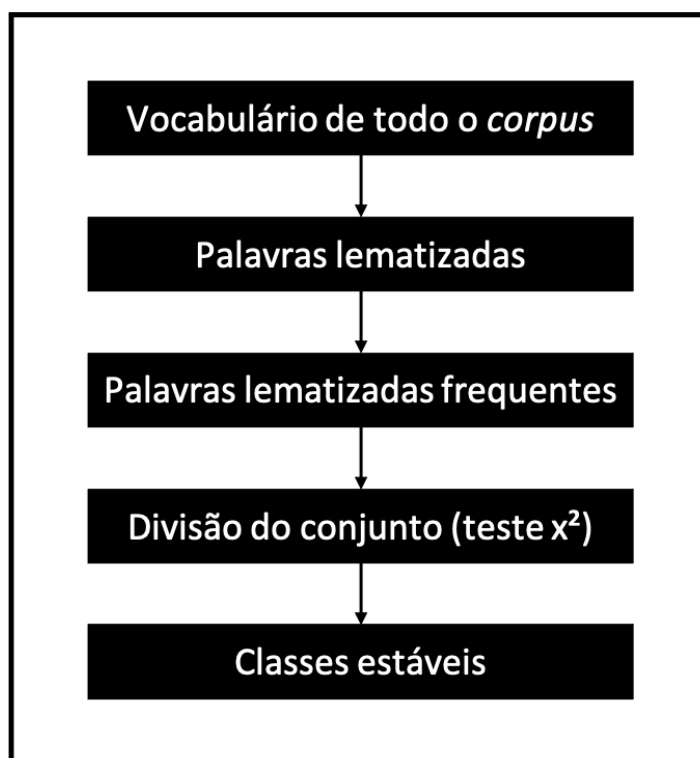 Vocabulário de todo o corpus
Palavras lematizadas
Palavras lematizadas frequentes
Divisão do conjunto (teste x²)
Classes estáveis